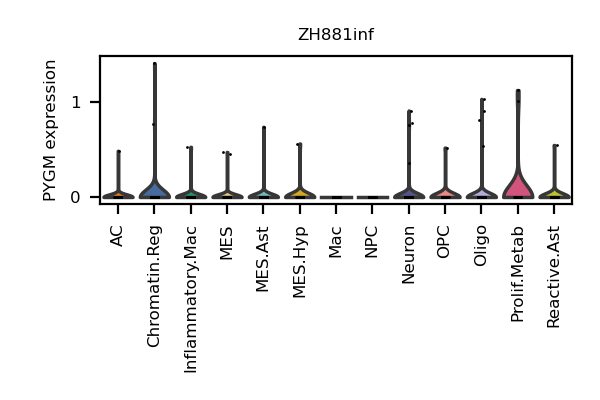 ZH881inf
PYGM expression
1
0
AC
Chromatin.Reg
Inflammatory.Mac
MES
MES.Ast
MES.Hyp
Mac
NPC
Neuron
OPC
Oligo
Prolif.Metab
Reactive.Ast